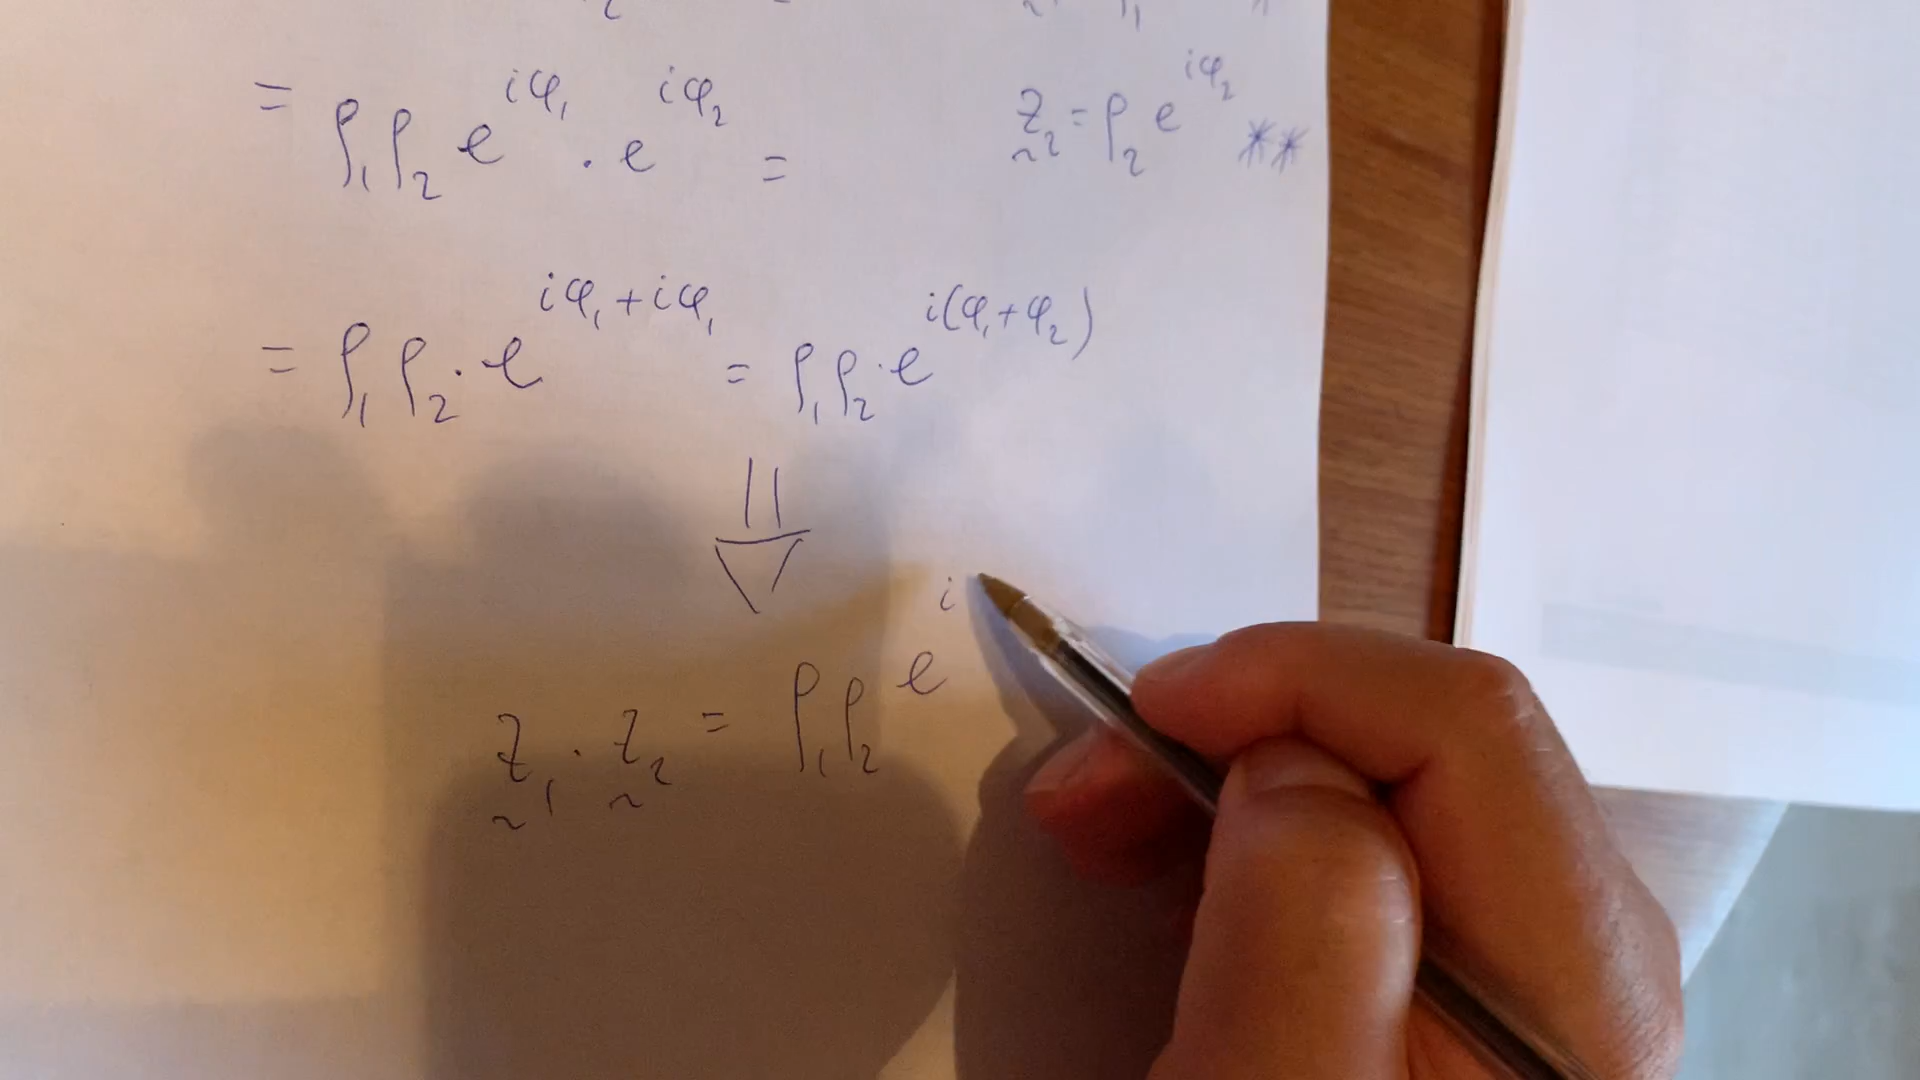 = ρ₁ρ₂ e^{iφ₁} · e^{iφ₂} =
z₂ = ρ₂ e^{iφ₂} **
= ρ₁ρ₂ · e^{iφ₁+iφ₁} = ρ₁ρ₂ · e^{i(φ₁+φ₂)}
z₁ · z₂ = ρ₁ρ₂ e^{i